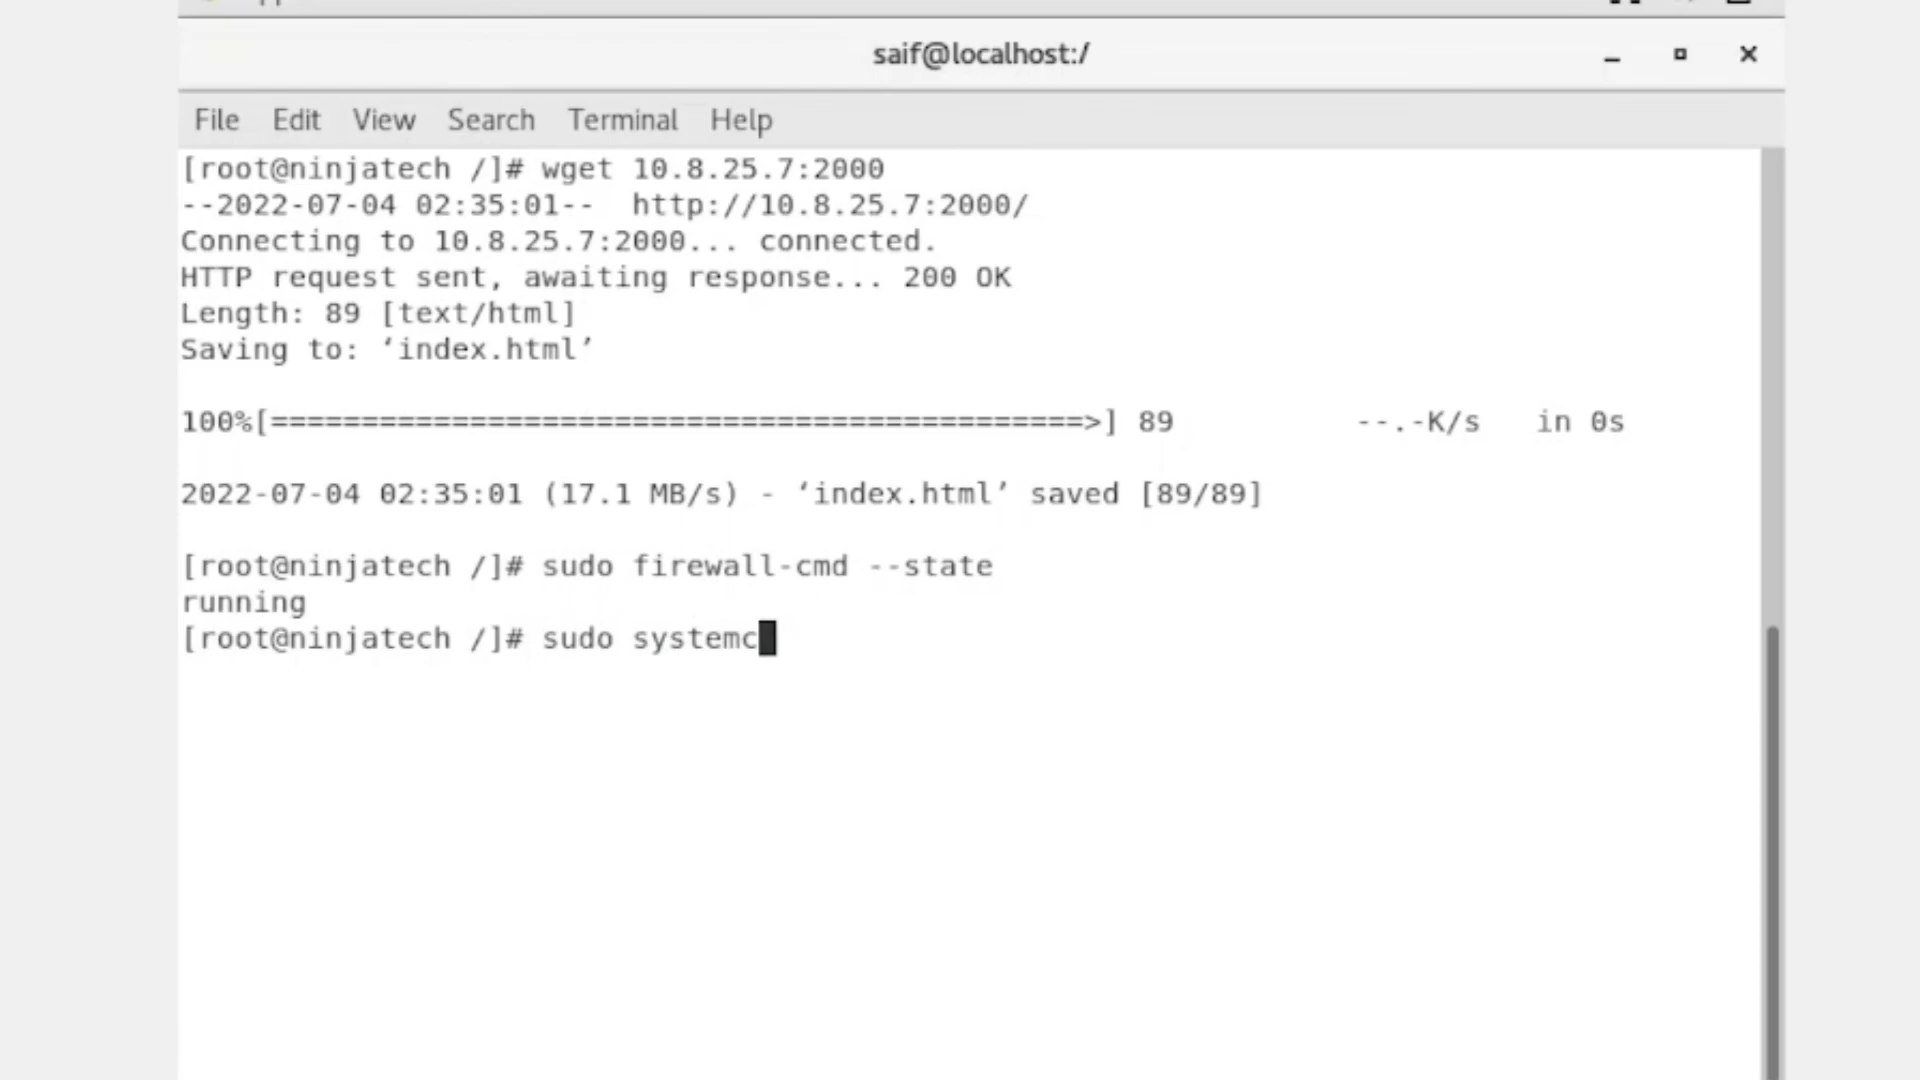 saif@localhost:/
File Edit View Search Terminal Help
[root@ninjatech /]# wget 10.8.25.7:2000
--2022-07-04 02:35:01--  http://10.8.25.7:2000/
Connecting to 10.8.25.7:2000... connected.
HTTP request sent, awaiting response... 200 OK
Length: 89 [text/html]
Saving to: ‘index.html’
100%[=============================================>] 89          --.-K/s   in 0s
2022-07-04 02:35:01 (17.1 MB/s) - ‘index.html’ saved [89/89]
[root@ninjatech /]# sudo firewall-cmd --state
running
[root@ninjatech /]# sudo systemc